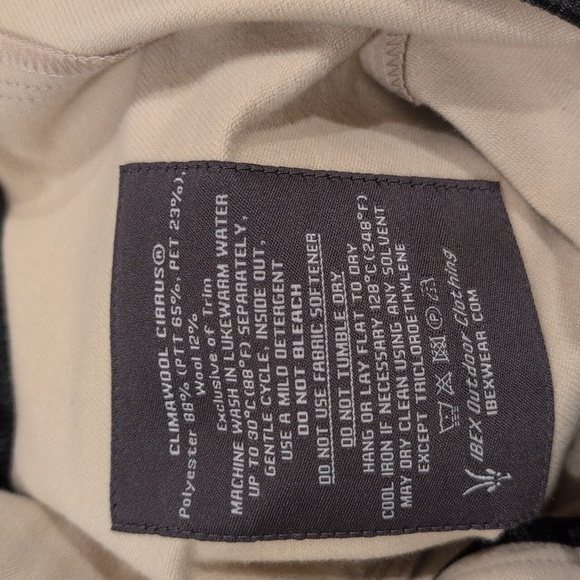 CLIMAWOOL CIRRUS®
Polyester 88% (PTT 65%, PET 23%),
Wool 12%
Exclusive of Trim
MACHINE WASH IN LUKEWARM WATER
UP TO 30°C(88°F) SEPARATELY,
GENTLE CYCLE, INSIDE OUT,
USE A MILD DETERGENT
DO NOT BLEACH
DO NOT USE FABRIC SOFTENER
DO NOT TUMBLE DRY
HANG OR LAY FLAT TO DRY
COOL IRON IF NECESSARY 128°C(248°F)
MAY DRY CLEAN USING ANY SOLVENT
EXCEPT TRICLOROETHYLENE
IBEX Outdoor Clothing
IBEXWEAR.COM